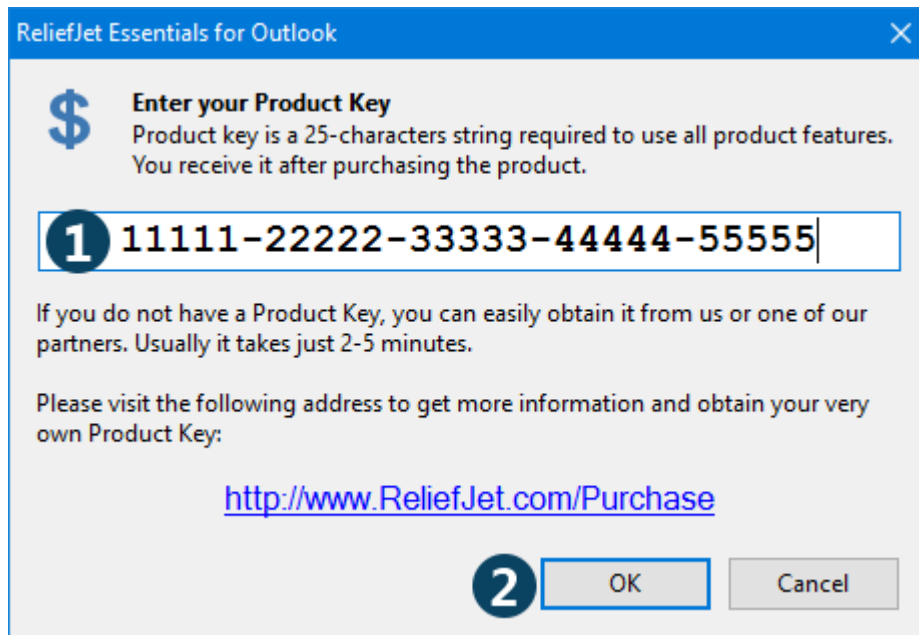 ReliefJet Essentials for Outlook
$
Enter your Product Key
Product key is a 25-characters string required to use all product features.
You receive it after purchasing the product.
1 11111-22222-33333-44444-55555
If you do not have a Product Key, you can easily obtain it from us or one of our
partners. Usually it takes just 2-5 minutes.
Please visit the following address to get more information and obtain your very
own Product Key:
http://www.ReliefJet.com/Purchase
2 OK Cancel